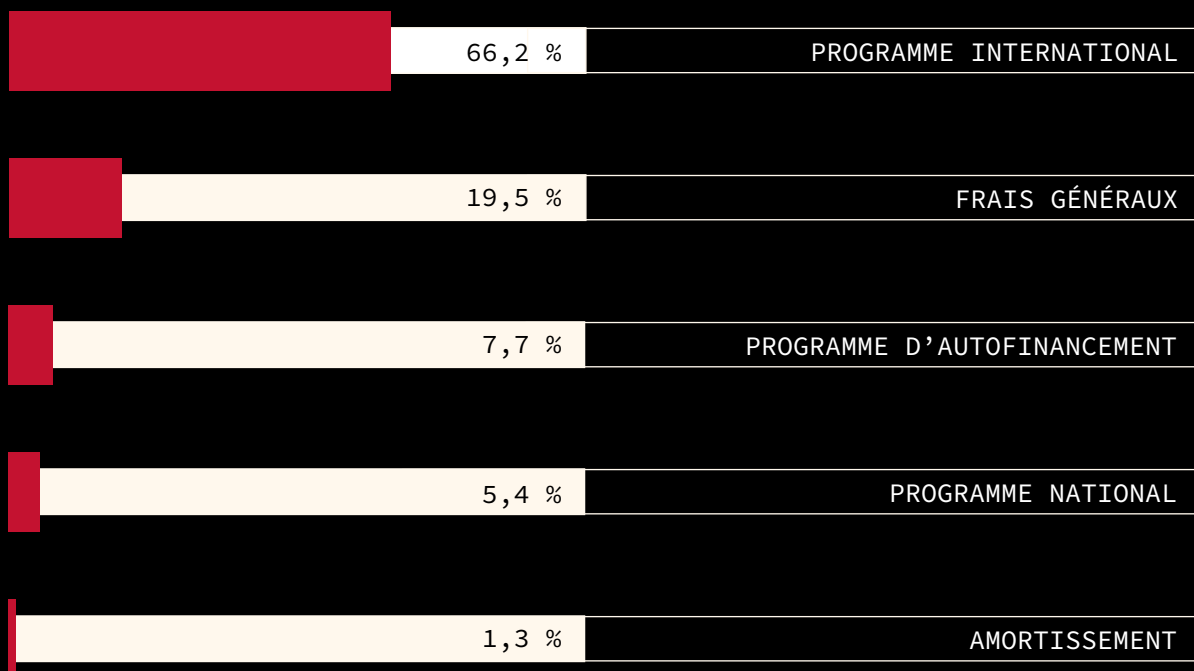 66,2 % PROGRAMME INTERNATIONAL
19,5 % FRAIS GÉNÉRAUX
7,7 % PROGRAMME D’AUTOFINANCEMENT
5,4 % PROGRAMME NATIONAL
1,3 % AMORTISSEMENT